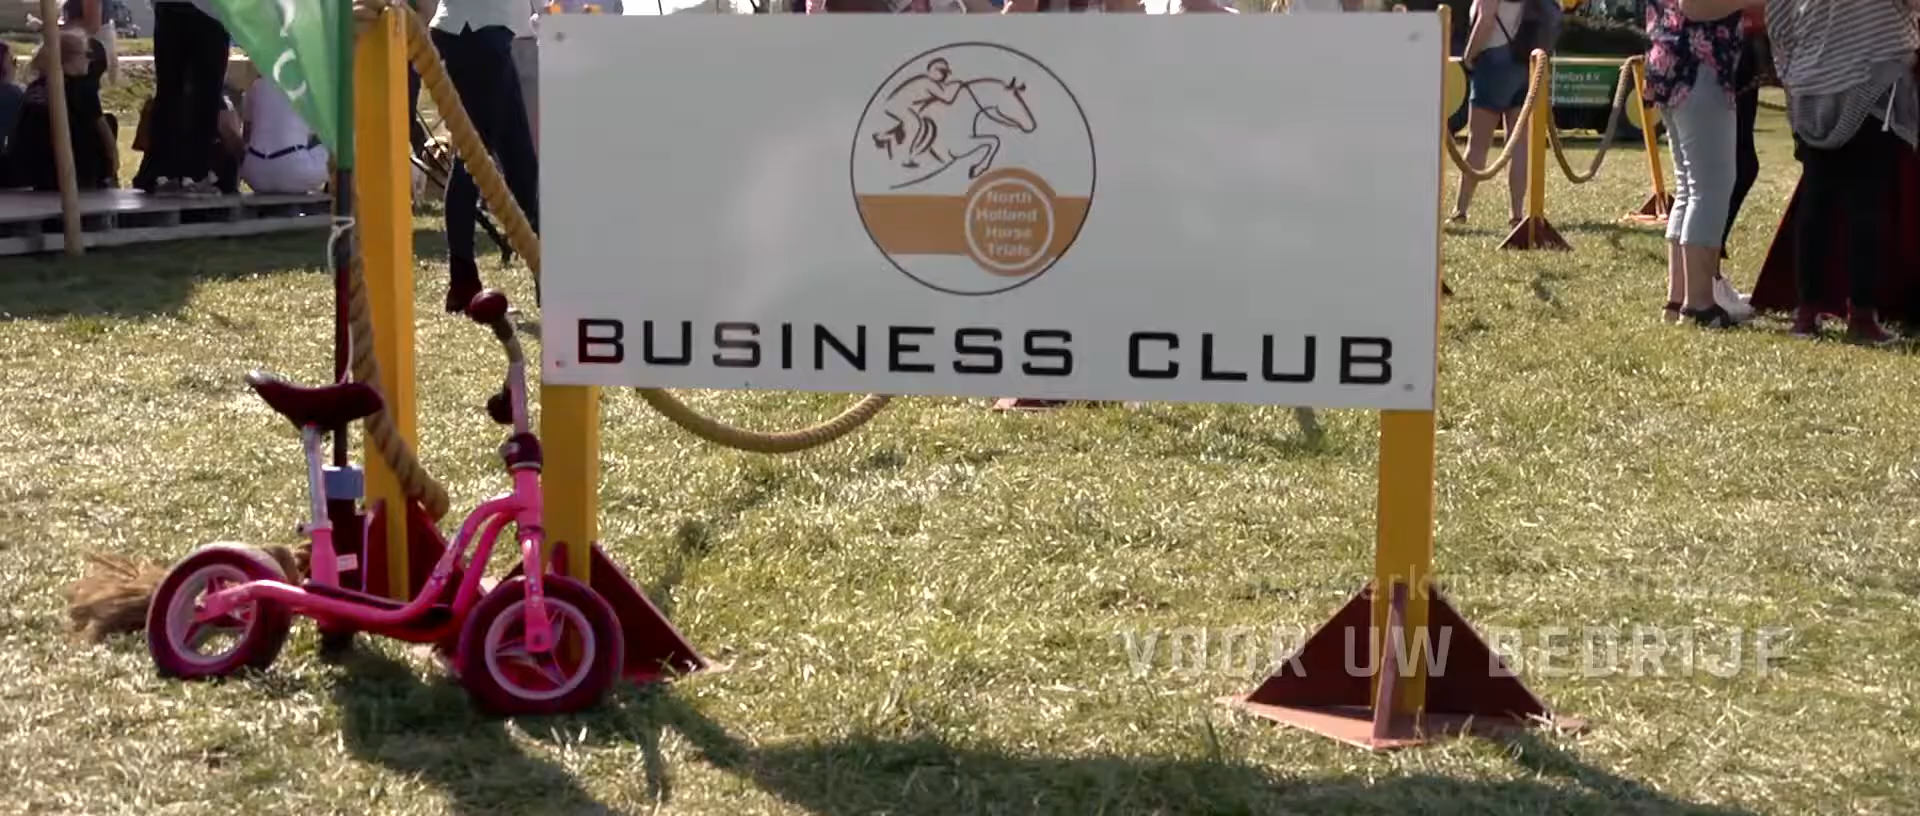 North
Holland
Horse
Trials
BUSINESS CLUB
VOOR UW BEDRIJF